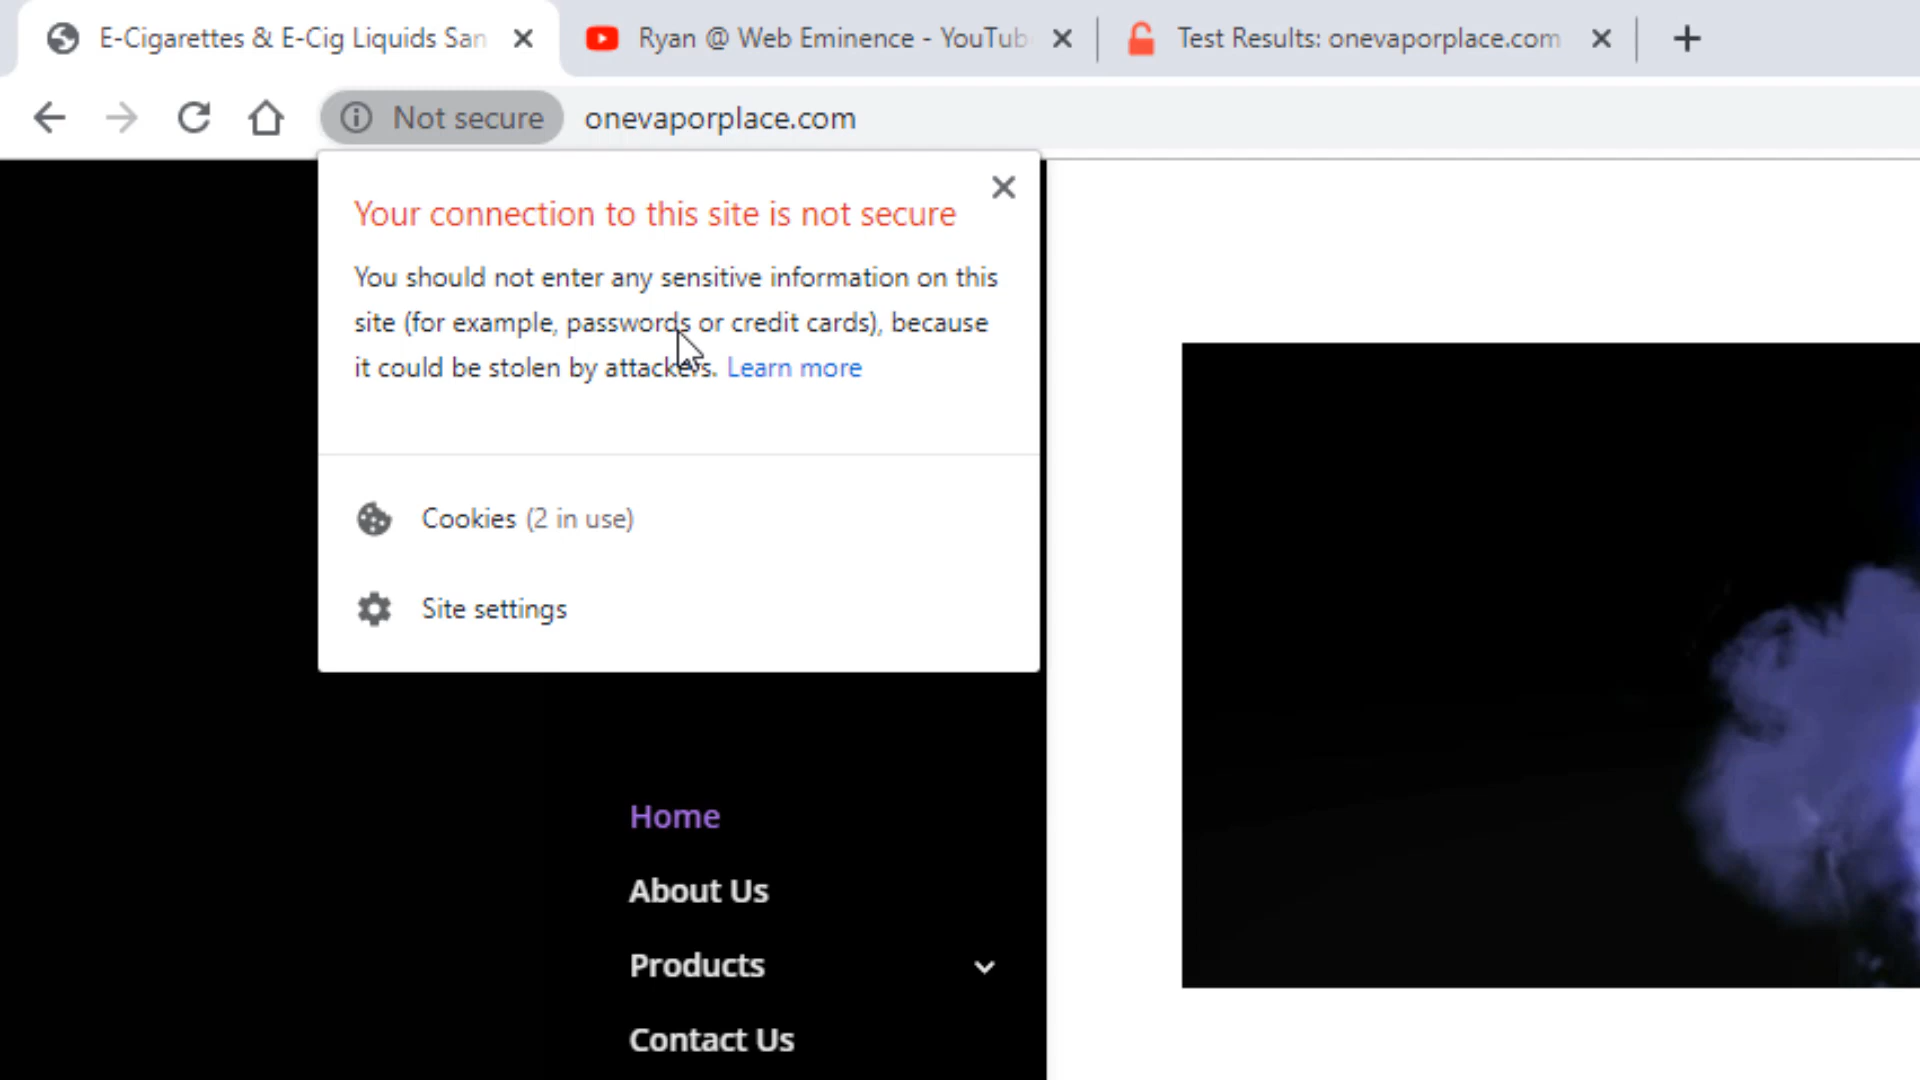 E-Cigarettes & E-Cig Liquids San
Ryan @ Web Eminence - YouTub
Test Results: onevaporplace.com
Not secure
onevaporplace.com
Your connection to this site is not secure
You should not enter any sensitive information on this
site (for example, passwords or credit cards), because
it could be stolen by attackers. Learn more
Cookies (2 in use)
Site settings
Home
About Us
Products
Contact Us